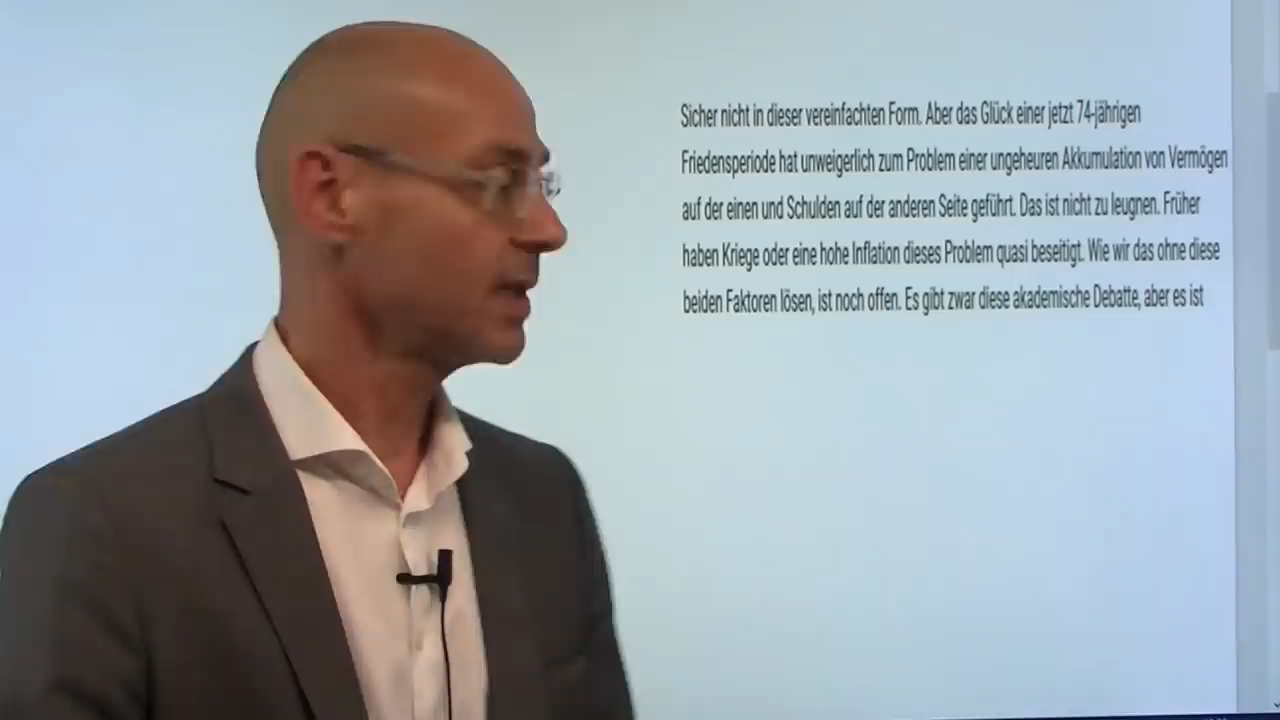 Sicher nicht in dieser vereinfachten Form. Aber das Glück einer jetzt 74-jährigen
Friedensperiode hat unweigerlich zum Problem einer ungeheuren Akkumulation von Vermögen
auf der einen und Schulden auf der anderen Seite geführt. Das ist nicht zu leugnen. Früher
haben Kriege oder eine hohe Inflation dieses Problem quasi beseitigt. Wie wir das ohne diese
beiden Faktoren lösen, ist noch offen. Es gibt zwar diese akademische Debatte, aber es ist